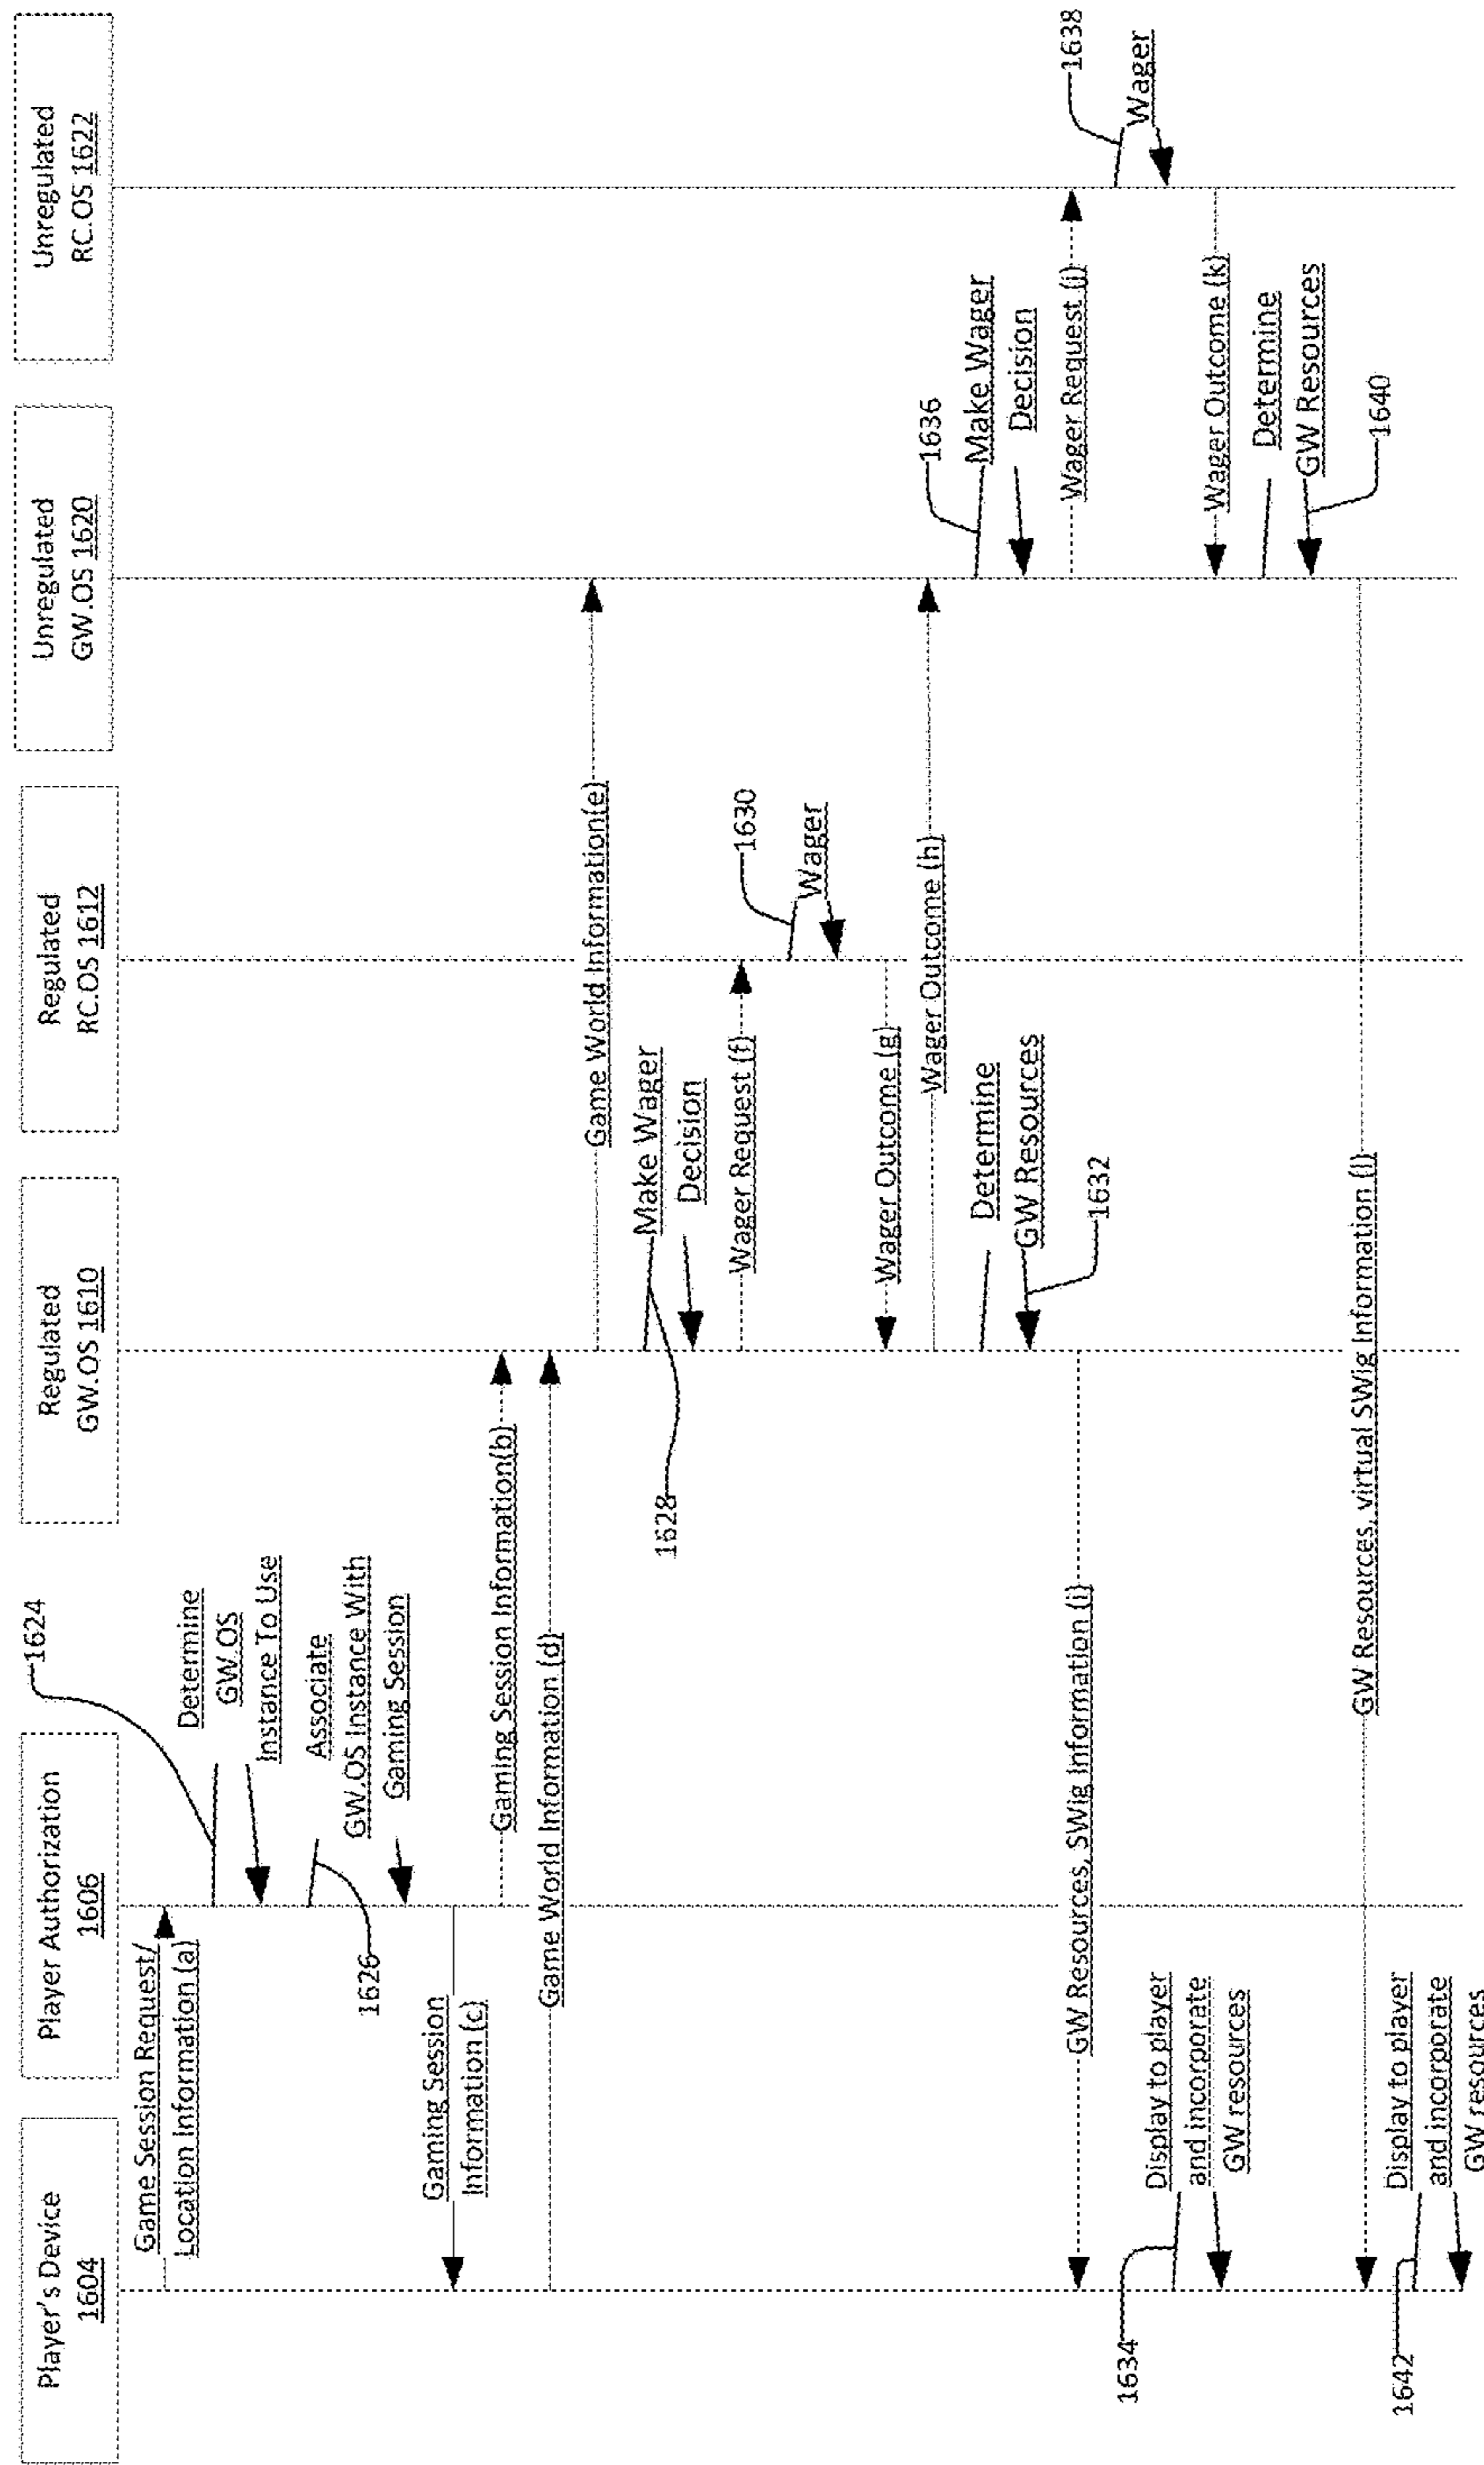 Player's Device
1604
Player Authorization
1606
Regulated
GW.OS 1610
Regulated
RC.OS 1612
Unregulated
GW.OS 1620
Unregulated
RC.OS 1622
Game Session Request/
Location Information (a)
1624
Determine
GW.OS
Instance To Use
Associate
GW.OS Instance With
Gaming Session
1626
Gaming Session
Information (c)
Gaming Session Information(b)
Game World Information (d)
Game World Information(e)
Make Wager
Decision
1628
Wager Request (f)
1630
Wager
Wager Outcome (g)
Wager Outcome (h)
Determine
GW Resources
1632
1636
Make Wager
Decision
GW Resources, SWig Information (i)
Wager Request (j)
1638
Wager
1634
Display to player
and incorporate
GW resources
Wager Outcome (k)
Determine
GW Resources
1640
GW Resources, virtual SWig Information (l)
1642
Display to player
and incorporate
GW resources